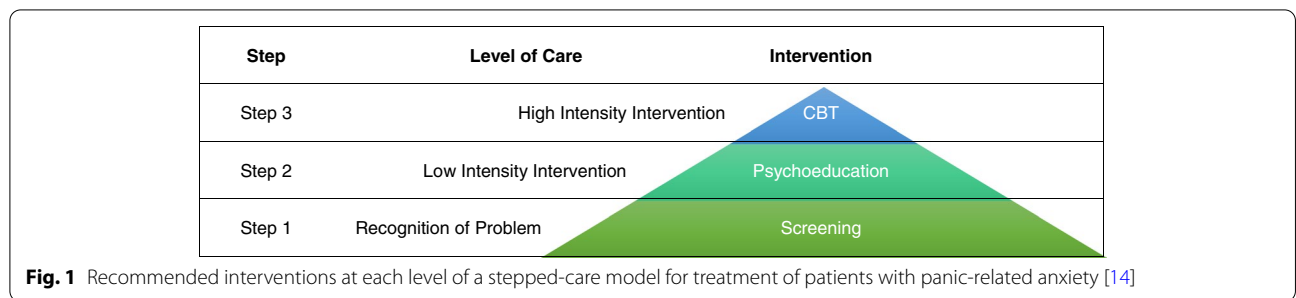 Step Level of Care Intervention
Step 3 High Intensity Intervention CBT
Step 2 Low Intensity Intervention Psychoeducation
Step 1 Recognition of Problem Screening
Fig. 1 Recommended interventions at each level of a stepped-care model for treatment of patients with panic-related anxiety [14]